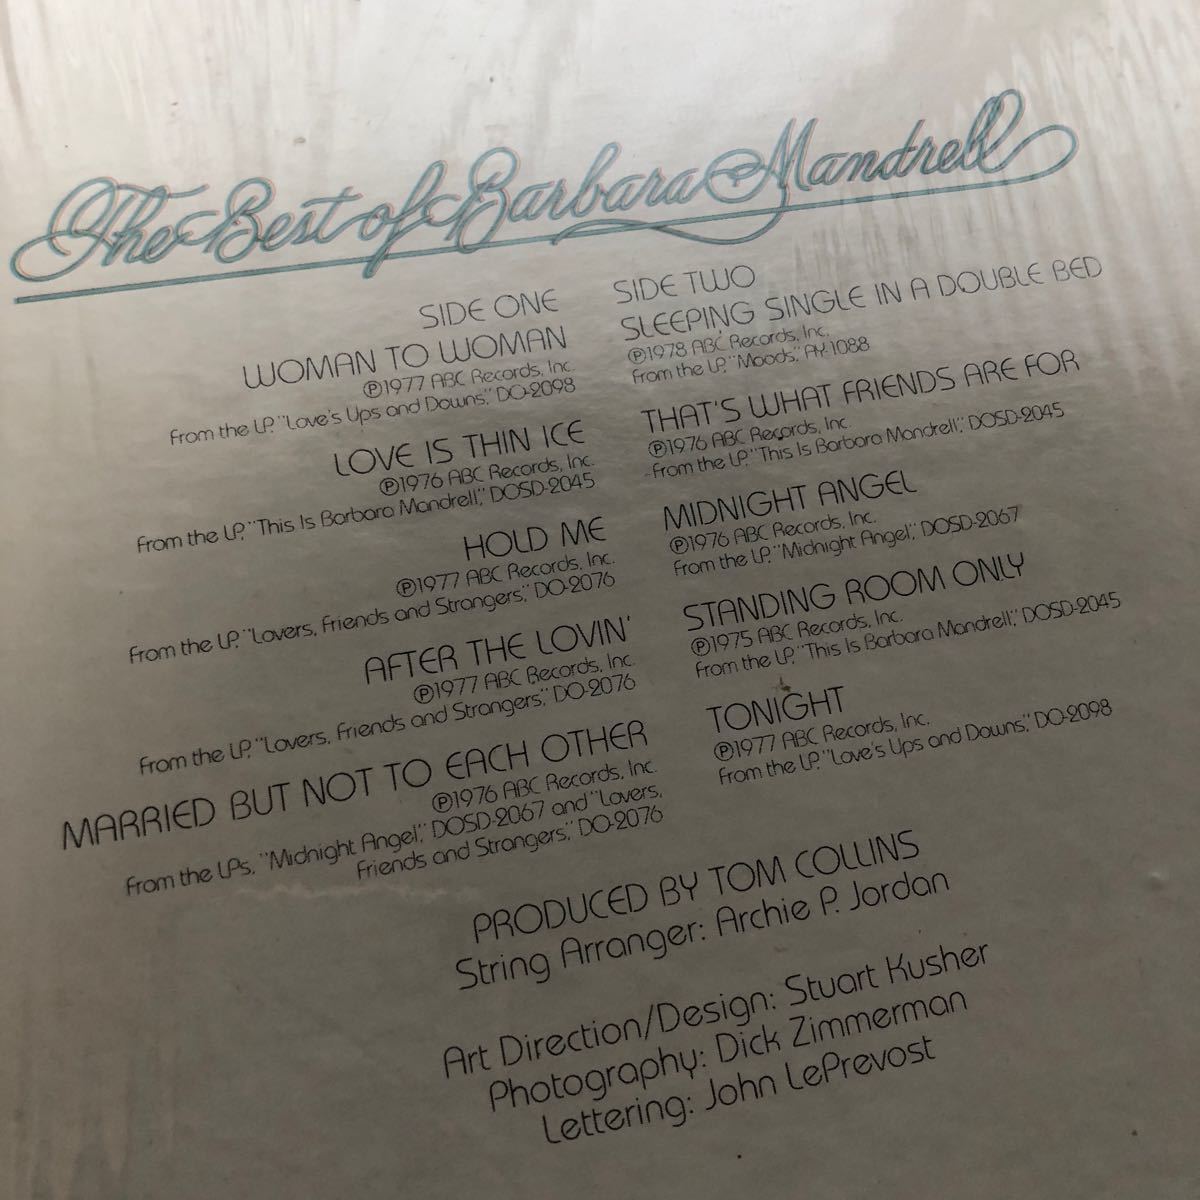 The Best of Barbara Mandrell
SIDE ONE
WOMAN TO WOMAN
℗1977 ABC Records, Inc.
From the LP, "Love's Ups and Downs," DO-2098
LOVE IS THIN ICE
℗1976 ABC Records, Inc.
From the LP, "This Is Barbara Mandrell," DOSD-2045
HOLD ME
℗1977 ABC Records, Inc.
From the LP, "Lovers, Friends and Strangers," DO-2076
AFTER THE LOVIN'
℗1977 ABC Records, Inc.
From the LP, "Lovers, Friends and Strangers," DO-2076
MARRIED BUT NOT TO EACH OTHER
℗1976 ABC Records, Inc.
From the LPs, "Midnight Angel," DOSD-2067 and "Lovers,
Friends and Strangers," DO-2076
SIDE TWO
SLEEPING SINGLE IN A DOUBLE BED
℗1978 ABC Records, Inc.
From the LP, "Moods," AY-1088
THAT'S WHAT FRIENDS ARE FOR
℗1976 ABC Records, Inc.
From the LP, "This Is Barbara Mandrell," DOSD-2045
MIDNIGHT ANGEL
℗1976 ABC Records, Inc.
From the LP, "Midnight Angel," DOSD-2067
STANDING ROOM ONLY
℗1975 ABC Records, Inc.
From the LP, "This Is Barbara Mandrell," DOSD-2045
TONIGHT
℗1977 ABC Records, Inc.
From the LP, "Love's Ups and Downs," DO-2098
PRODUCED BY TOM COLLINS
String Arranger: Archie P. Jordan
Art Direction/Design: Stuart Kusher
Photography: Dick Zimmerman
Lettering: John LePrevost